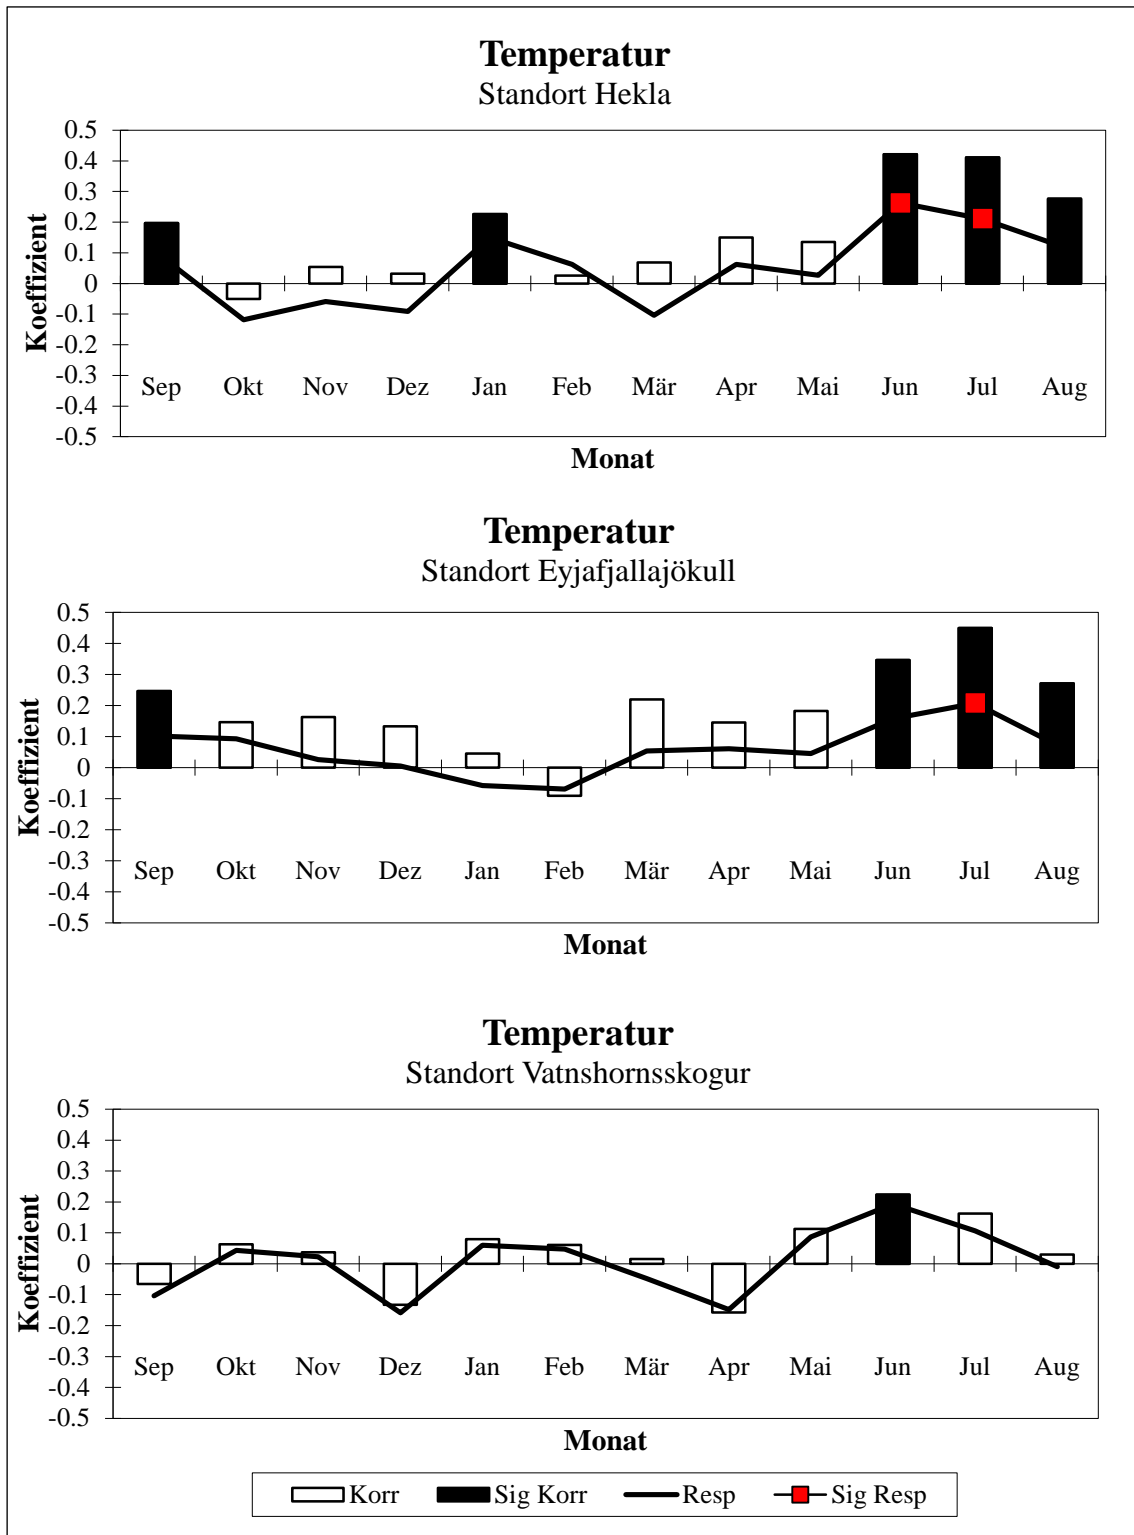 Temperatur
Standort Hekla
0.5
0.4
0.3
0.2
0.1
0
-0.1
-0.2
-0.3
-0.4
-0.5
Koeffizient
Sep Okt Nov Dez Jan Feb Mär Apr Mai Jun Jul Aug
Monat
Temperatur
Standort Eyjafjallajökull
0.5
0.4
0.3
0.2
0.1
0
-0.1
-0.2
-0.3
-0.4
-0.5
Koeffizient
Sep Okt Nov Dez Jan Feb Mär Apr Mai Jun Jul Aug
Monat
Temperatur
Standort Vatnshornsskogur
0.5
0.4
0.3
0.2
0.1
0
-0.1
-0.2
-0.3
-0.4
-0.5
Koeffizient
Sep Okt Nov Dez Jan Feb Mär Apr Mai Jun Jul Aug
Monat
Korr Sig Korr Resp Sig Resp